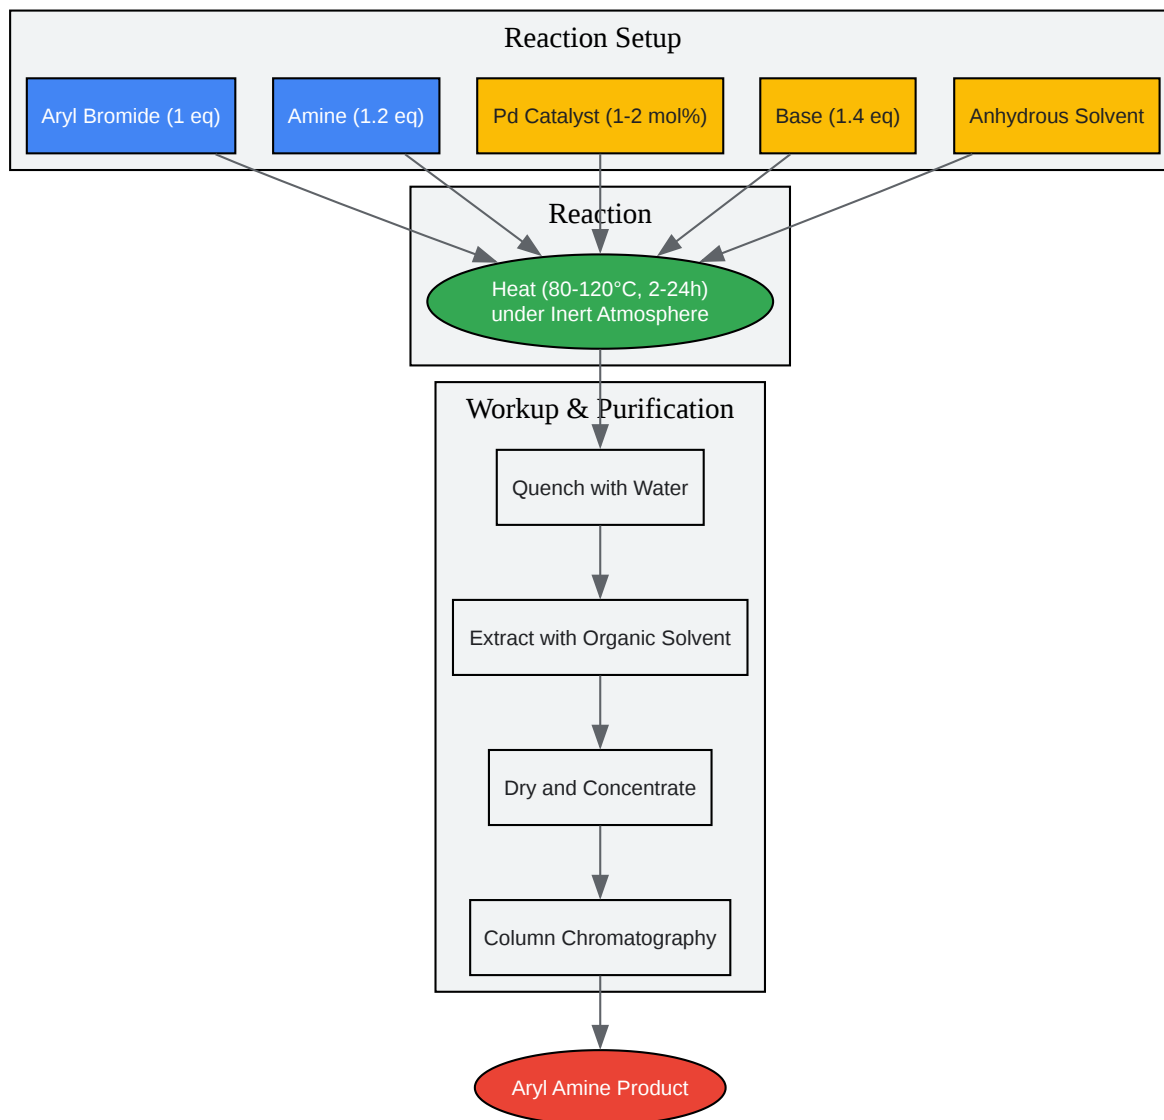 Reaction Setup
Aryl Bromide (1 eq)
Amine (1.2 eq)
Pd Catalyst (1-2 mol%)
Base (1.4 eq)
Anhydrous Solvent
Reaction
Heat (80-120°C, 2-24h)
under Inert Atmosphere
Workup & Purification
Quench with Water
Extract with Organic Solvent
Dry and Concentrate
Column Chromatography
Aryl Amine Product